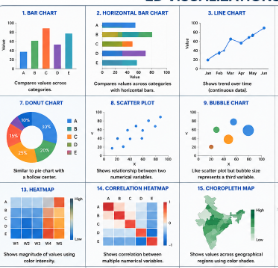 1. BAR CHART
Compares values across
categories.
2. HORIZONTAL BAR CHART
Compares values across categories
with horizontal bars.
3. LINE CHART
Jan Feb Mar Apr May Jun
Shows trend over time
(continuous data).
7. DONUT CHART
A
B
C
D
E
Similar to pie chart with
a hollow center.
8. SCATTER PLOT
Shows relationship between two
numerical variables.
9. BUBBLE CHART
Like scatter plot but bubble size
represents a third variable.
13. HEATMAP
High
Low
W1 W2 W3 W4 W5
Shows magnitude of values using
color intensity.
14. CORRELATION HEATMAP
A B C D E
Shows correlation between
multiple numerical variables.
15. CHOROPLETH MAP
High
Low
Shows values across geographical
regions using color shades.